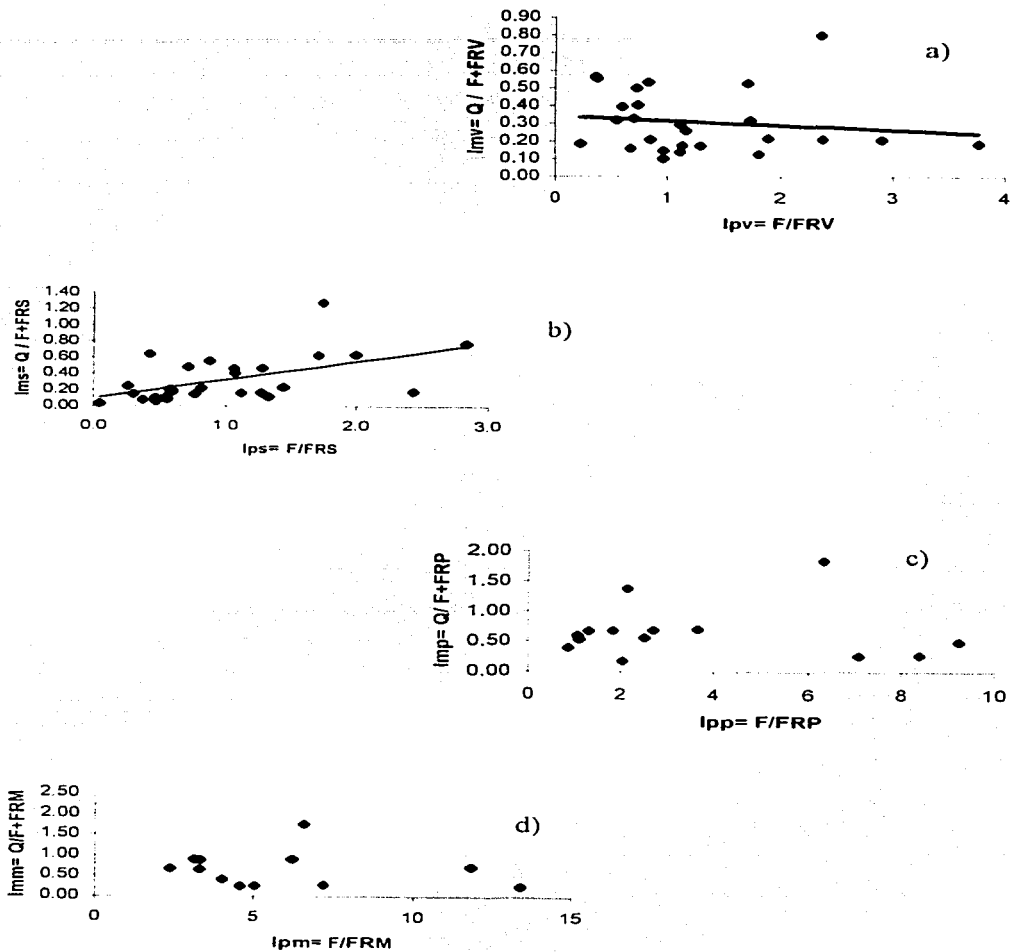 a)
Imv= Q / F+FRV
0.90
0.80
0.70
0.60
0.50
0.40
0.30
0.20
0.10
0.00
0 1 2 3 4
Ipv= F/FRV
b)
Ims= Q / F+FRS
1.40
1.20
1.00
0.80
0.60
0.40
0.20
0.00
0.0 1.0 2.0 3.0
Ips= F/FRS
c)
Imp= Q/ F+FRP
2.00
1.50
1.00
0.50
0.00
0 2 4 6 8 10
Ipp= F/FRP
d)
Imm= Q/F+FRM
2.50
2.00
1.50
1.00
0.50
0.00
0 5 10 15
Ipm= F/FRM